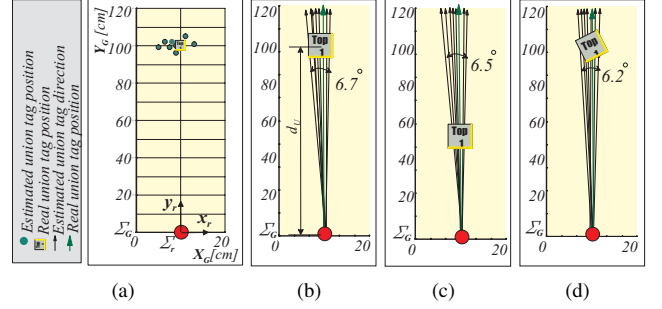 Estimated union tag position
Real union tag position
Estimated union tag direction
Real union tag position
Y_G [cm]
120
100
80
60
40
20
Σ_G
0
y_r
x_r
Σ_r
X_G [cm]
20
(a)
120
100
80
60
40
20
Σ_G
0
20
Top
1
6.7°
d_U
(b)
120
100
80
60
40
20
Σ_G
0
20
6.5°
Top
1
(c)
120
100
80
60
40
20
Σ_G
0
20
Top
1
6.2°
(d)